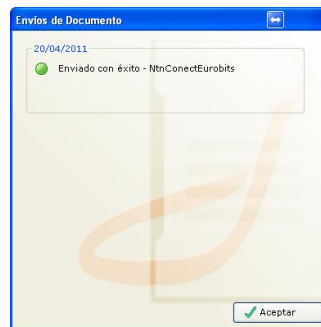 Envíos de Documento
20/04/2011
Enviado con éxito - NtnConectEurobits
Aceptar